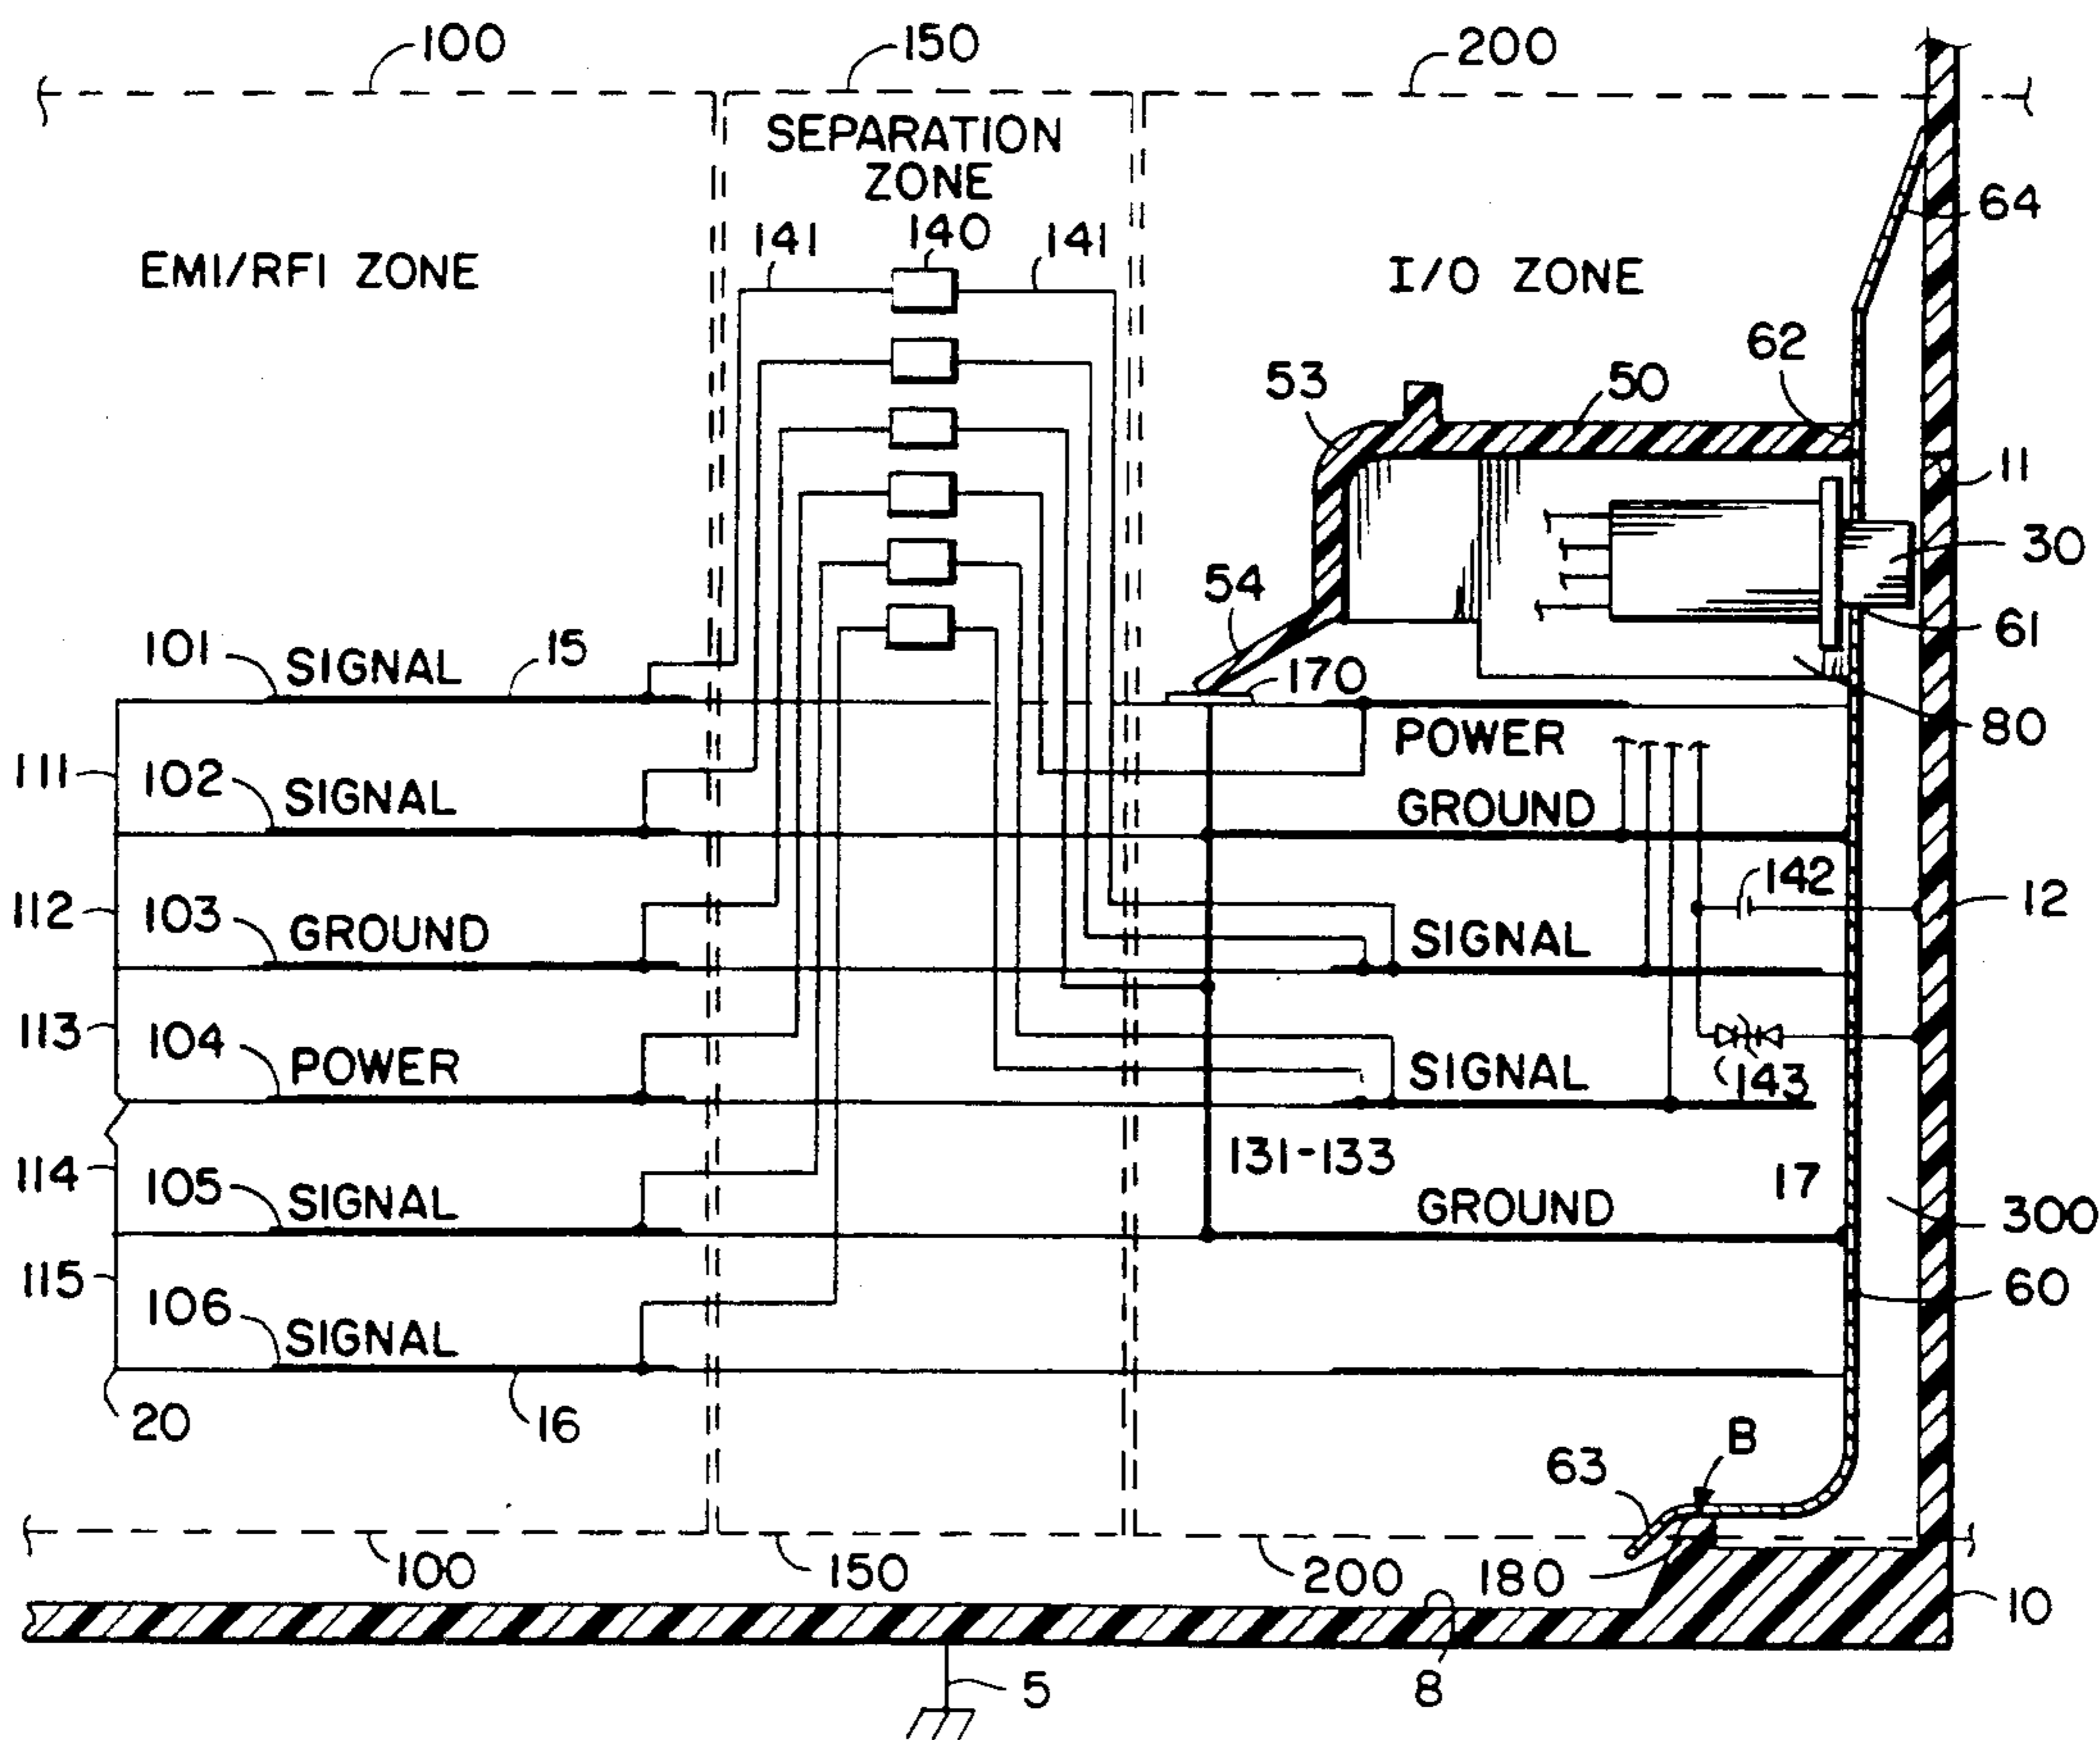 100
150
200
SEPARATION
ZONE
64
141
140
141
EMI/RFI ZONE
I/O ZONE
62
53
50
11
30
54
101
SIGNAL
15
61
170
80
POWER
111
102
SIGNAL
GROUND
142
112
103
GROUND
SIGNAL
12
113
104
POWER
SIGNAL
143
131-133
114
105
SIGNAL
17
GROUND
300
115
106
SIGNAL
60
20
16
B
63
100
150
200
180
10
5
8